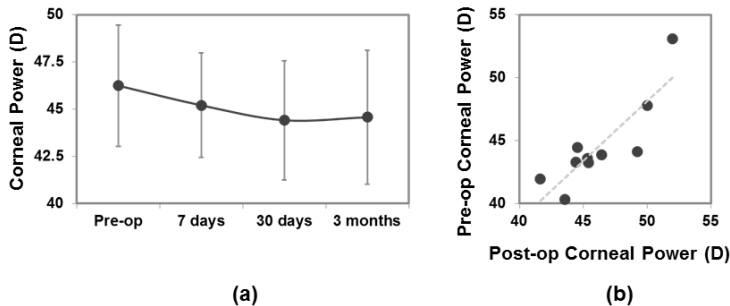 Corneal Power (D)
50
47.5
45
42.5
40
Pre-op
7 days
30 days
3 months
(a)
Pre-op Corneal Power (D)
55
50
45
40
40
45
50
55
Post-op Corneal Power (D)
(b)